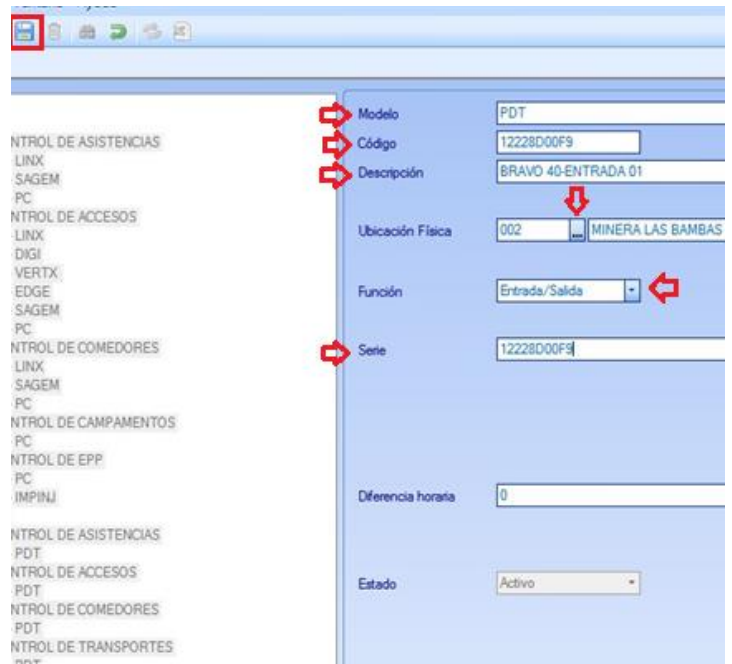 NTROL DE ASISTENCIAS
LINX
SAGEM
PC
NTROL DE ACCESOS
LINX
DIGI
VERTX
EDGE
SAGEM
PC
NTROL DE COMEDORES
LINX
SAGEM
PC
NTROL DE CAMPAMENTOS
PC
NTROL DE EPP
PC
IMPINJ
NTROL DE ASISTENCIAS
PDT
NTROL DE ACCESOS
PDT
NTROL DE COMEDORES
PDT
NTROL DE TRANSPORTES
PDT
Modelo PDT
Código 12228D00F9
Descripción BRAVO 40-ENTRADA 01
Ubicación Física 002 ... MINERA LAS BAMBAS
Función Entrada/Salida
Serie 12228D00F9
Diferencia horaria 0
Estado Activo